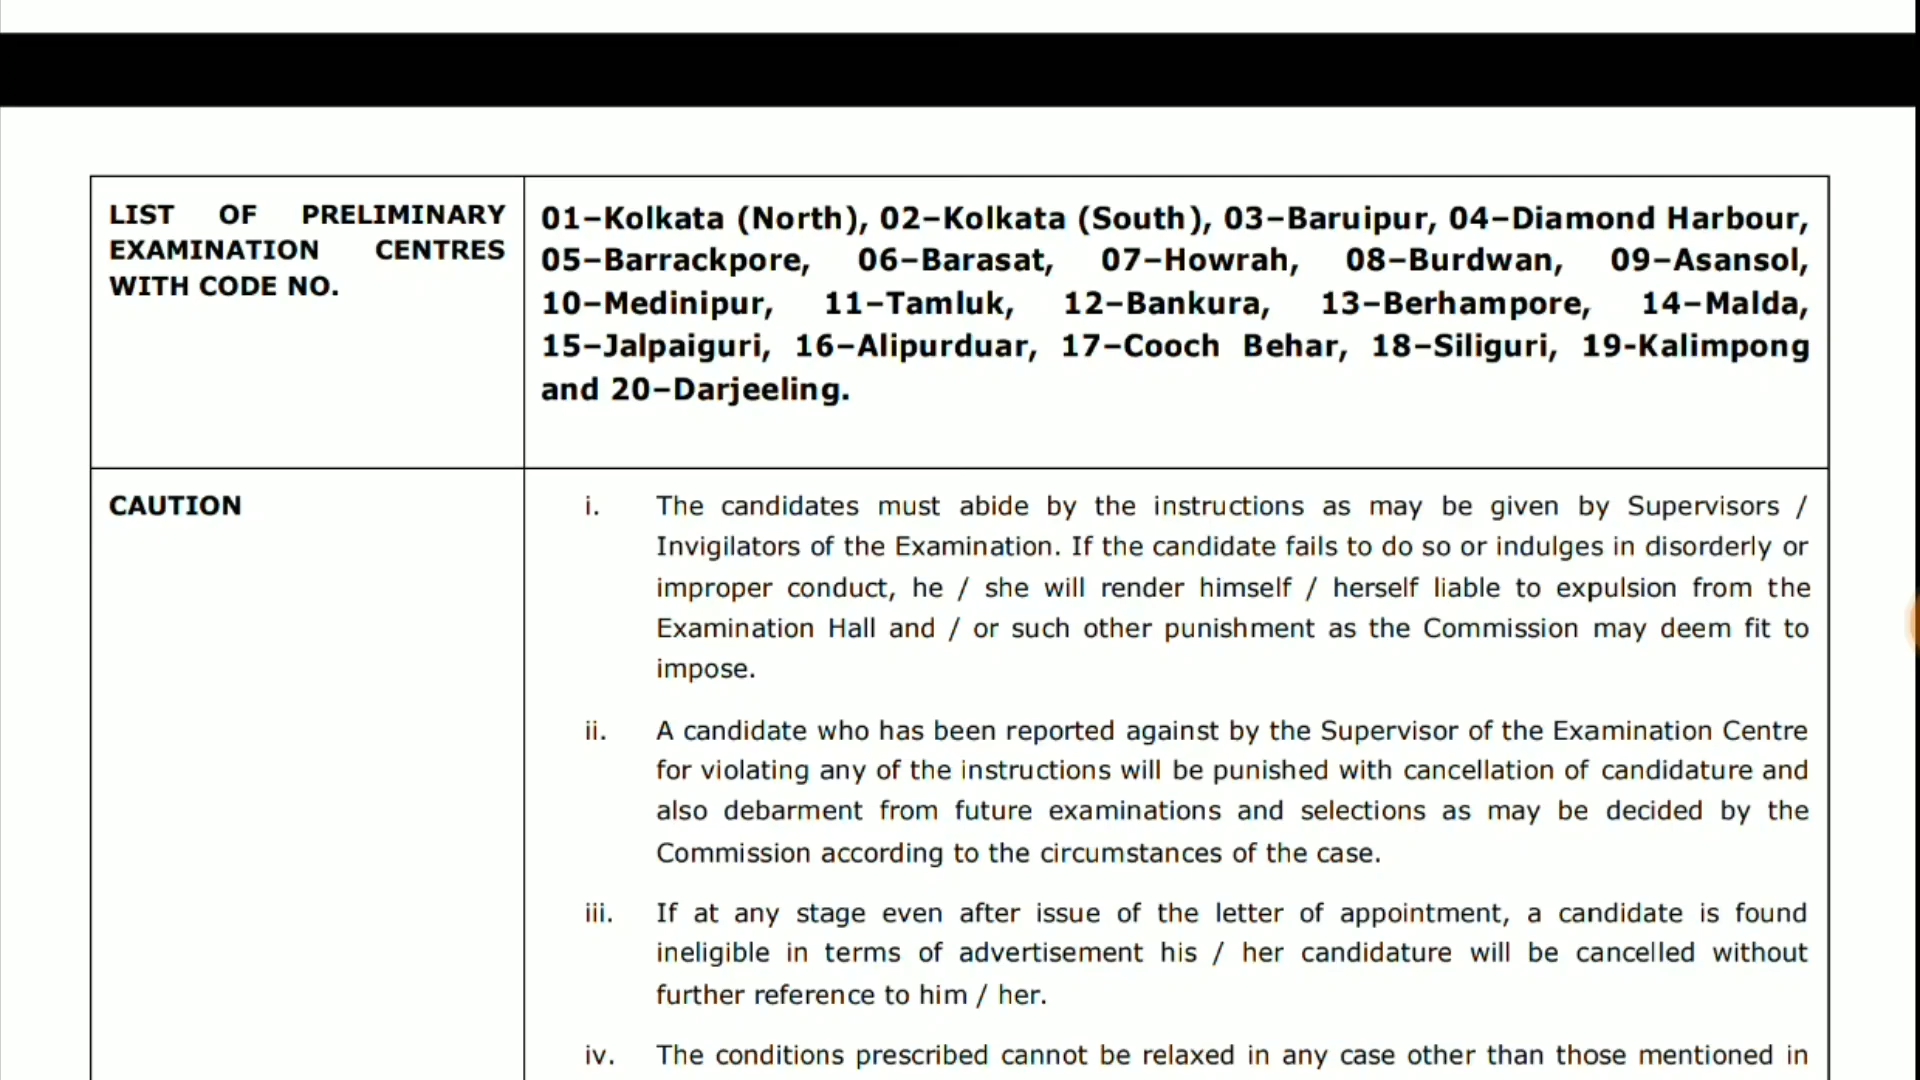 LIST OF PRELIMINARY
EXAMINATION CENTRES
WITH CODE NO.
01–Kolkata (North), 02–Kolkata (South), 03–Baruipur, 04–Diamond Harbour,
05–Barrackpore, 06–Barasat, 07–Howrah, 08–Burdwan, 09–Asansol,
10–Medinipur, 11–Tamluk, 12–Bankura, 13–Berhampore, 14–Malda,
15–Jalpaiguri, 16–Alipurduar, 17–Cooch Behar, 18–Siliguri, 19-Kalimpong
and 20–Darjeeling.
CAUTION
i. The candidates must abide by the instructions as may be given by Supervisors /
Invigilators of the Examination. If the candidate fails to do so or indulges in disorderly or
improper conduct, he / she will render himself / herself liable to expulsion from the
Examination Hall and / or such other punishment as the Commission may deem fit to
impose.
ii. A candidate who has been reported against by the Supervisor of the Examination Centre
for violating any of the instructions will be punished with cancellation of candidature and
also debarment from future examinations and selections as may be decided by the
Commission according to the circumstances of the case.
iii. If at any stage even after issue of the letter of appointment, a candidate is found
ineligible in terms of advertisement his / her candidature will be cancelled without
further reference to him / her.
iv. The conditions prescribed cannot be relaxed in any case other than those mentioned in